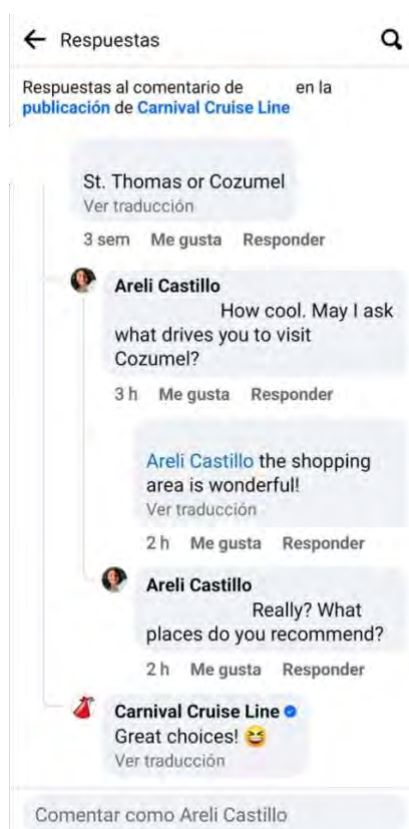 Respuestas
Respuestas al comentario de en la
publicación de Carnival Cruise Line
St. Thomas or Cozumel
Ver traducción
3 sem Me gusta Responder
Areli Castillo
How cool. May I ask
what drives you to visit
Cozumel?
3 h Me gusta Responder
Areli Castillo the shopping
area is wonderful!
Ver traducción
2 h Me gusta Responder
Areli Castillo
Really? What
places do you recommend?
2 h Me gusta Responder
Carnival Cruise Line
Great choices! 😆
Ver traducción
Comentar como Areli Castillo